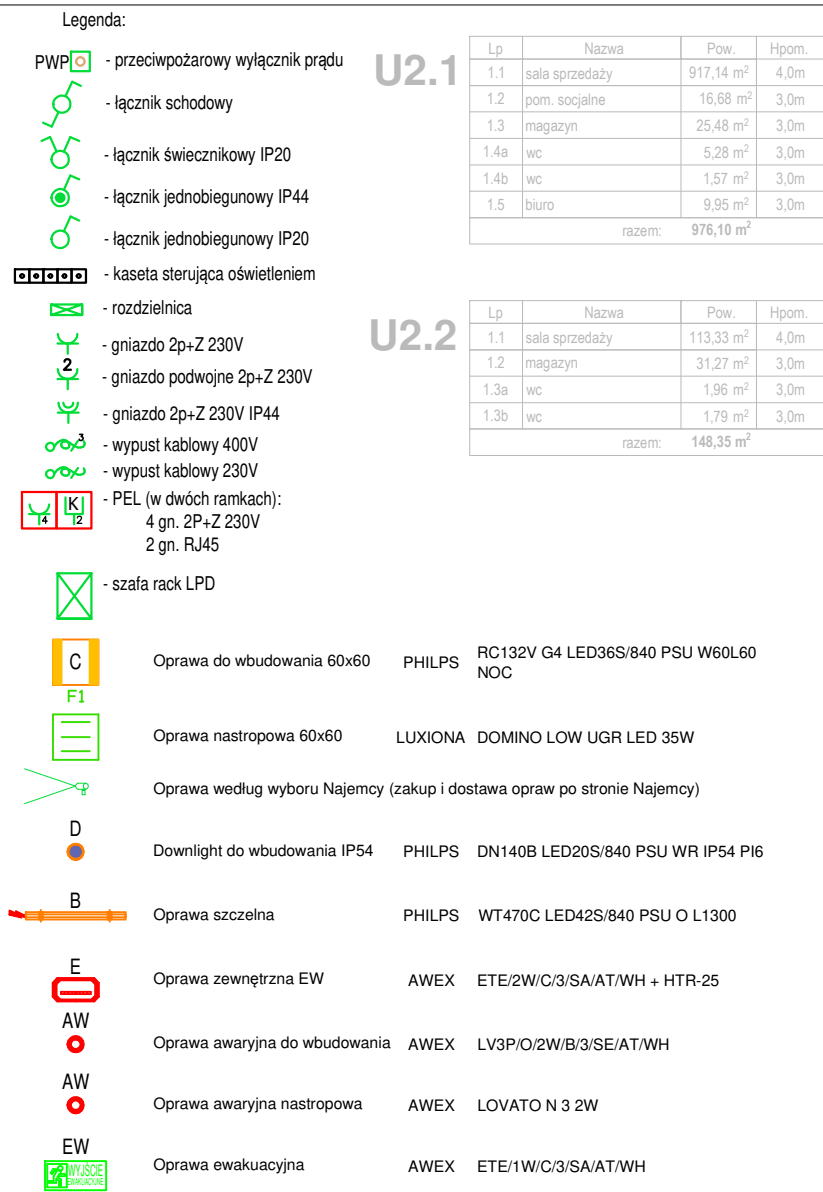 Legenda:
PWP - przeciwpożarowy wyłącznik prądu
- łącznik schodowy
- łącznik świecznikowy IP20
- łącznik jednobiegunowy IP44
- łącznik jednobiegunowy IP20
- kaseta sterująca oświetleniem
- rozdzielnica
- gniazdo 2p+Z 230V
2 - gniazdo podwojne 2p+Z 230V
- gniazdo 2p+Z 230V IP44
3 - wypust kablowy 400V
- wypust kablowy 230V
4 K 2 - PEL (w dwóch ramkach):
4 gn. 2P+Z 230V
2 gn. RJ45
- szafa rack LPD
U2.1
Lp Nazwa Pow. Hpom.
1.1 sala sprzedaży 917,14 m² 4,0m
1.2 pom. socjalne 16,68 m² 3,0m
1.3 magazyn 25,48 m² 3,0m
1.4a wc 5,28 m² 3,0m
1.4b wc 1,57 m² 3,0m
1.5 biuro 9,95 m² 3,0m
razem: 976,10 m²
U2.2
Lp Nazwa Pow. Hpom.
1.1 sala sprzedaży 113,33 m² 4,0m
1.2 magazyn 31,27 m² 3,0m
1.3a wc 1,96 m² 3,0m
1.3b wc 1,79 m² 3,0m
razem: 148,35 m²
C Oprawa do wbudowania 60x60 PHILPS RC132V G4 LED36S/840 PSU W60L60
NOC
F1
Oprawa nastropowa 60x60 LUXIONA DOMINO LOW UGR LED 35W
Oprawa według wyboru Najemcy (zakup i dostawa opraw po stronie Najemcy)
D
Downlight do wbudowania IP54 PHILPS DN140B LED20S/840 PSU WR IP54 PI6
B
Oprawa szczelna PHILPS WT470C LED42S/840 PSU O L1300
E
Oprawa zewnętrzna EW AWEX ETE/2W/C/3/SA/AT/WH + HTR-25
AW
Oprawa awaryjna do wbudowania AWEX LV3P/O/2W/B/3/SE/AT/WH
AW
Oprawa awaryjna nastropowa AWEX LOVATO N 3 2W
EW
WYJŚCIE
EWAKUACYJNE
Oprawa ewakuacyjna AWEX ETE/1W/C/3/SA/AT/WH